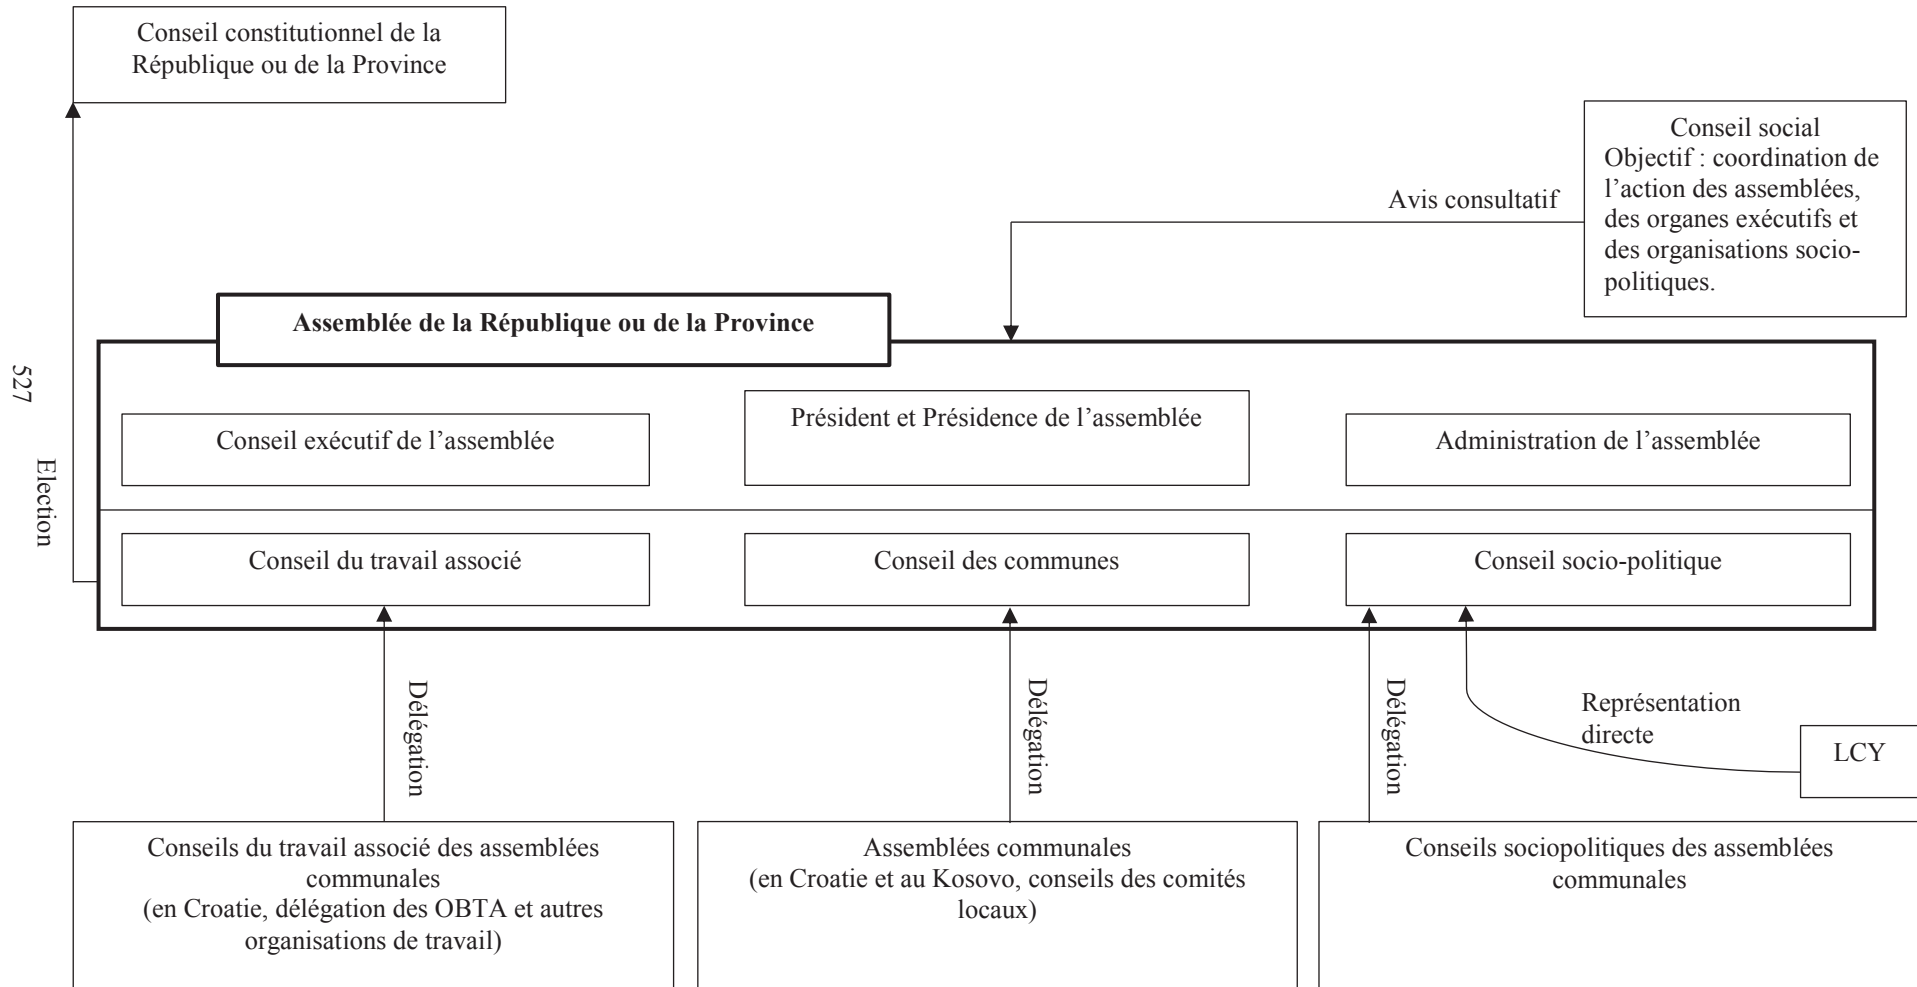 Conseil constitutionnel de la
République ou de la Province
Conseil social
Objectif : coordination de
l’action des assemblées,
des organes exécutifs et
des organisations socio-
politiques.
Avis consultatif
Assemblée de la République ou de la Province
527
Election
Conseil exécutif de l’assemblée
Président et Présidence de l’assemblée
Administration de l’assemblée
Conseil du travail associé
Conseil des communes
Conseil socio-politique
Délégation
Délégation
Délégation
Représentation
directe
LCY
Conseils du travail associé des assemblées
communales
(en Croatie, délégation des OBTA et autres
organisations de travail)
Assemblées communales
(en Croatie et au Kosovo, conseils des comités
locaux)
Conseils sociopolitiques des assemblées
communales